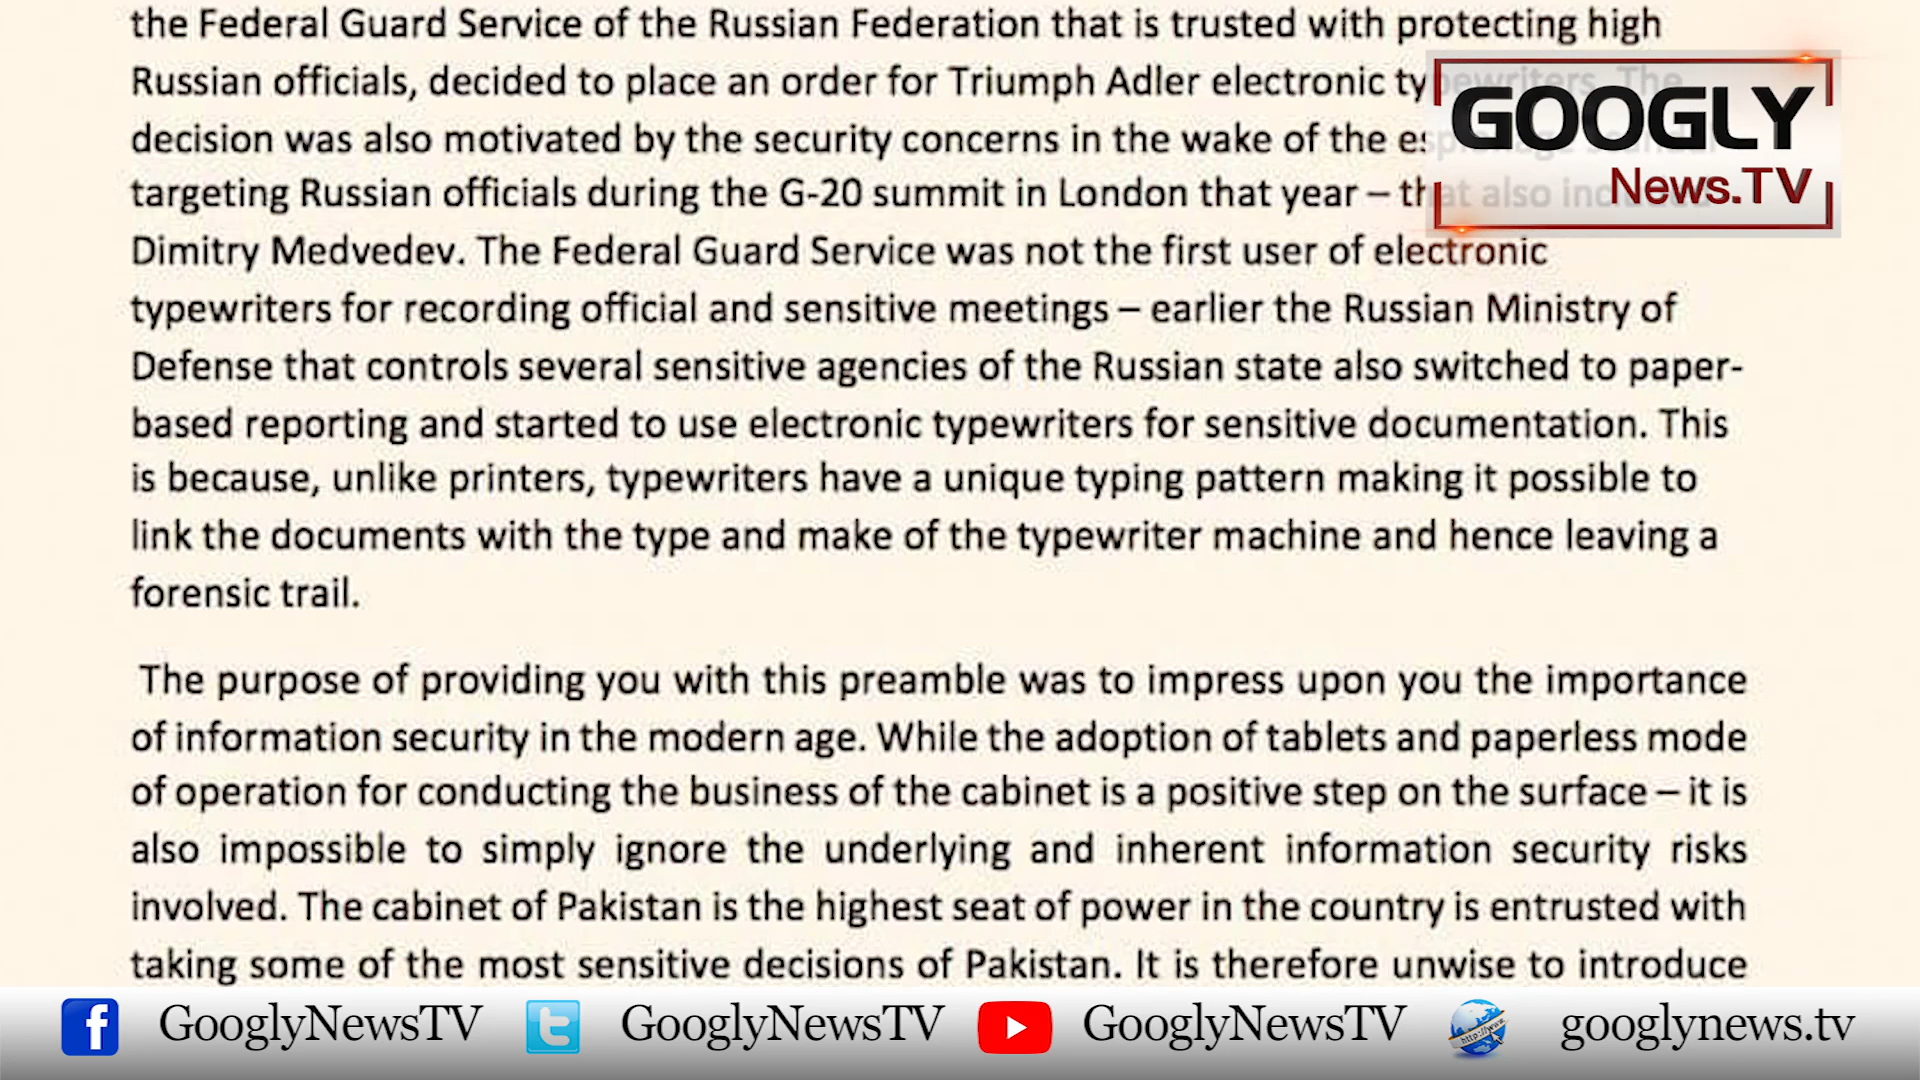 the Federal Guard Service of the Russian Federation that is trusted with protecting high
Russian officials, decided to place an order for Triumph Adler electronic typewriters. The
decision was also motivated by the security concerns in the wake of the espionage scandal
targeting Russian officials during the G-20 summit in London that year – that also included
Dimitry Medvedev. The Federal Guard Service was not the first user of electronic
typewriters for recording official and sensitive meetings – earlier the Russian Ministry of
Defense that controls several sensitive agencies of the Russian state also switched to paper-
based reporting and started to use electronic typewriters for sensitive documentation. This
is because, unlike printers, typewriters have a unique typing pattern making it possible to
link the documents with the type and make of the typewriter machine and hence leaving a
forensic trail.
The purpose of providing you with this preamble was to impress upon you the importance
of information security in the modern age. While the adoption of tablets and paperless mode
of operation for conducting the business of the cabinet is a positive step on the surface – it is
also impossible to simply ignore the underlying and inherent information security risks
involved. The cabinet of Pakistan is the highest seat of power in the country is entrusted with
taking some of the most sensitive decisions of Pakistan. It is therefore unwise to introduce
GOOGLY
News.TV
GooglyNewsTV GooglyNewsTV GooglyNewsTV http://www. googlynews.tv